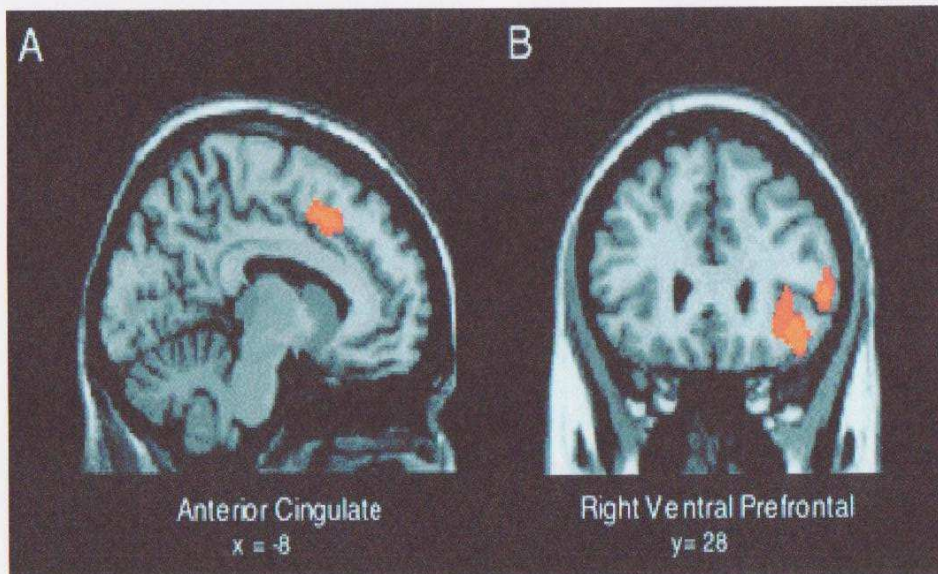 A
B
Anterior Cingulate
x = -8
Right Ventral Prefrontal
y= 28